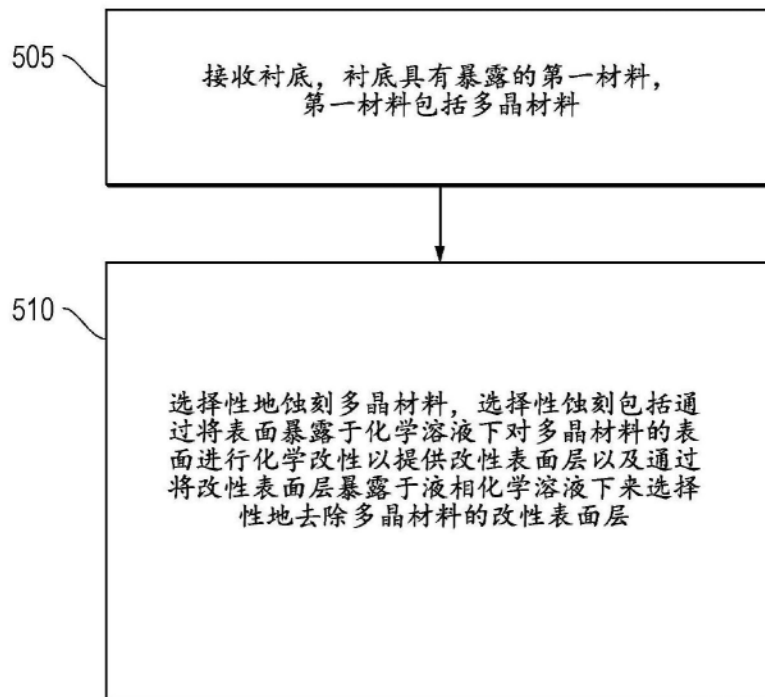 505
接收衬底，衬底具有暴露的第一材料，
第一材料包括多晶材料
510
选择性地蚀刻多晶材料，选择性蚀刻包括通
过将表面暴露于化学溶液下对多晶材料的表
面进行化学改性以提供改性表面层以及通过
将改性表面层暴露于液相化学溶液下来选择
性地去除多晶材料的改性表面层